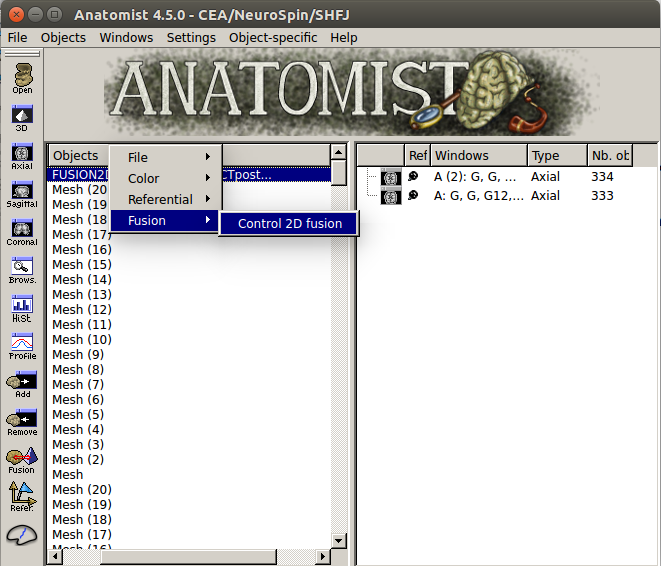 Anatomist 4.5.0 - CEA/NeuroSpin/SHFJ
File Objects Windows Settings Object-specific Help
ANATOMIST
Open
3D
Axial
Sagittal
Coronal
Brows.
Hist
Profile
Add
Remove
Fusion
Refer.
Objects
FUSION2D
CTpost...
Mesh (20)
Mesh (19)
Mesh (18)
Mesh (17)
Mesh (16)
Mesh (15)
Mesh (14)
Mesh (13)
Mesh (12)
Mesh (11)
Mesh (10)
Mesh (9)
Mesh (8)
Mesh (7)
Mesh (6)
Mesh (5)
Mesh (4)
Mesh (3)
Mesh (2)
Mesh
Mesh (20)
Mesh (19)
Mesh (18)
Mesh (17)
Mesh (16)
File
Color
Referential
Fusion
Control 2D fusion
Ref Windows Type Nb. ob
A (2): G, G, ... Axial 334
A: G, G, G12,... Axial 333